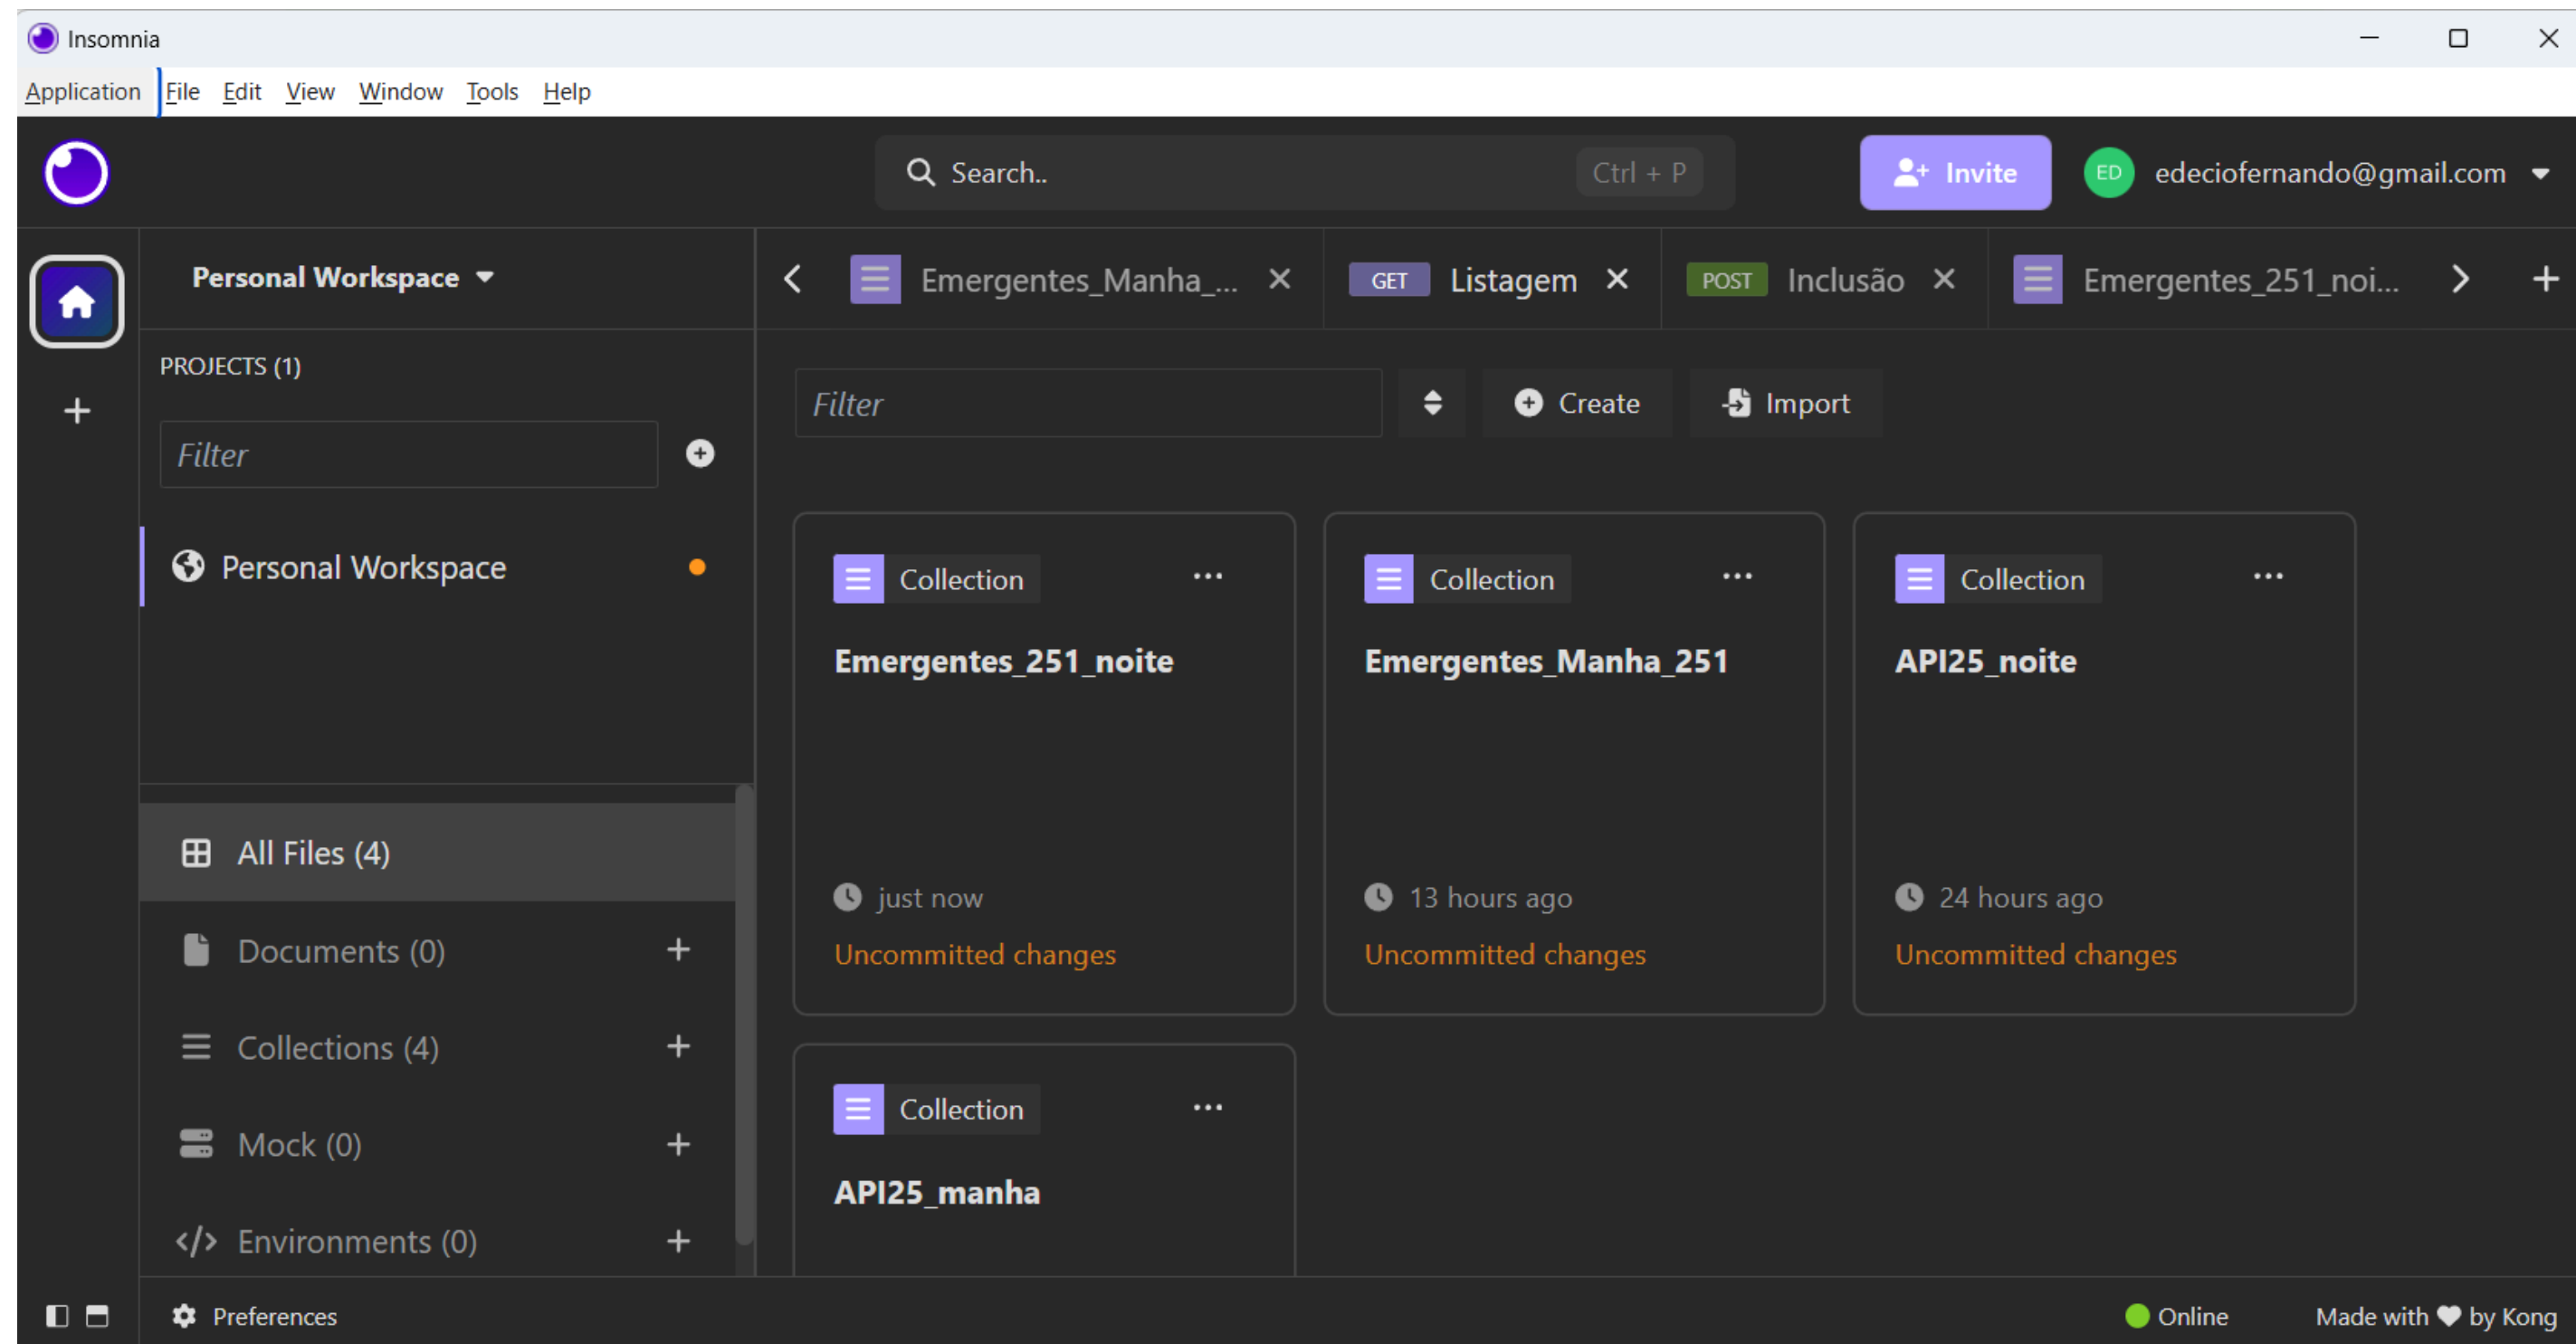 Insomnia
Application File Edit View Window Tools Help
Search.. Ctrl + P
Invite
ED edeciofernando@gmail.com
Personal Workspace
Emergentes_Manha_...
GET Listagem
POST Inclusão
Emergentes_251_noi...
PROJECTS (1)
Filter
Personal Workspace
All Files (4)
Documents (0)
Collections (4)
Mock (0)
Environments (0)
Filter
Create
Import
Collection
Emergentes_251_noite
just now
Uncommitted changes
Collection
Emergentes_Manha_251
13 hours ago
Uncommitted changes
Collection
API25_noite
24 hours ago
Uncommitted changes
Collection
API25_manha
Preferences
Online
Made with ♥ by Kong